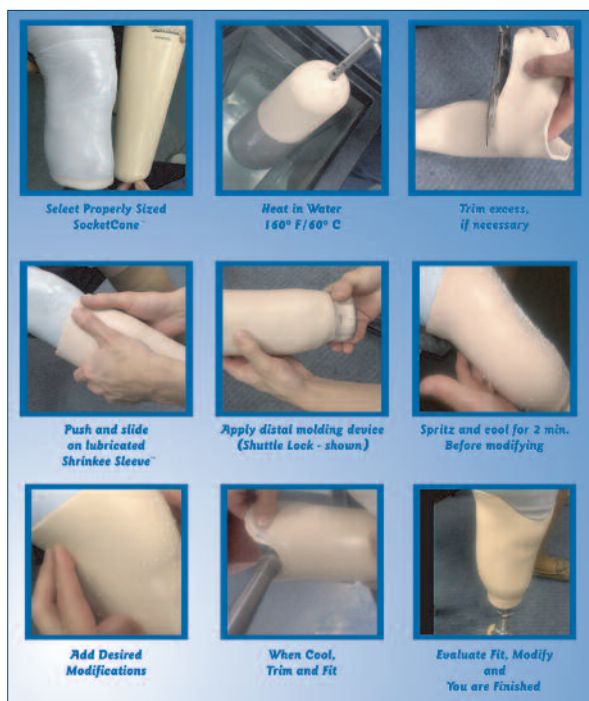 Select Properly Sized
SocketCone™
Heat in Water
160° F/60° C
Trim excess,
if necessary
Push and slide
on lubricated
Shrinkee Sleeve™
Apply distal molding device
(Shuttle Lock - shown)
Spritz and cool for 2 min.
Before modifying
Add Desired
Modifications
When Cool,
Trim and Fit
Evaluate Fit, Modify
and
You are Finished